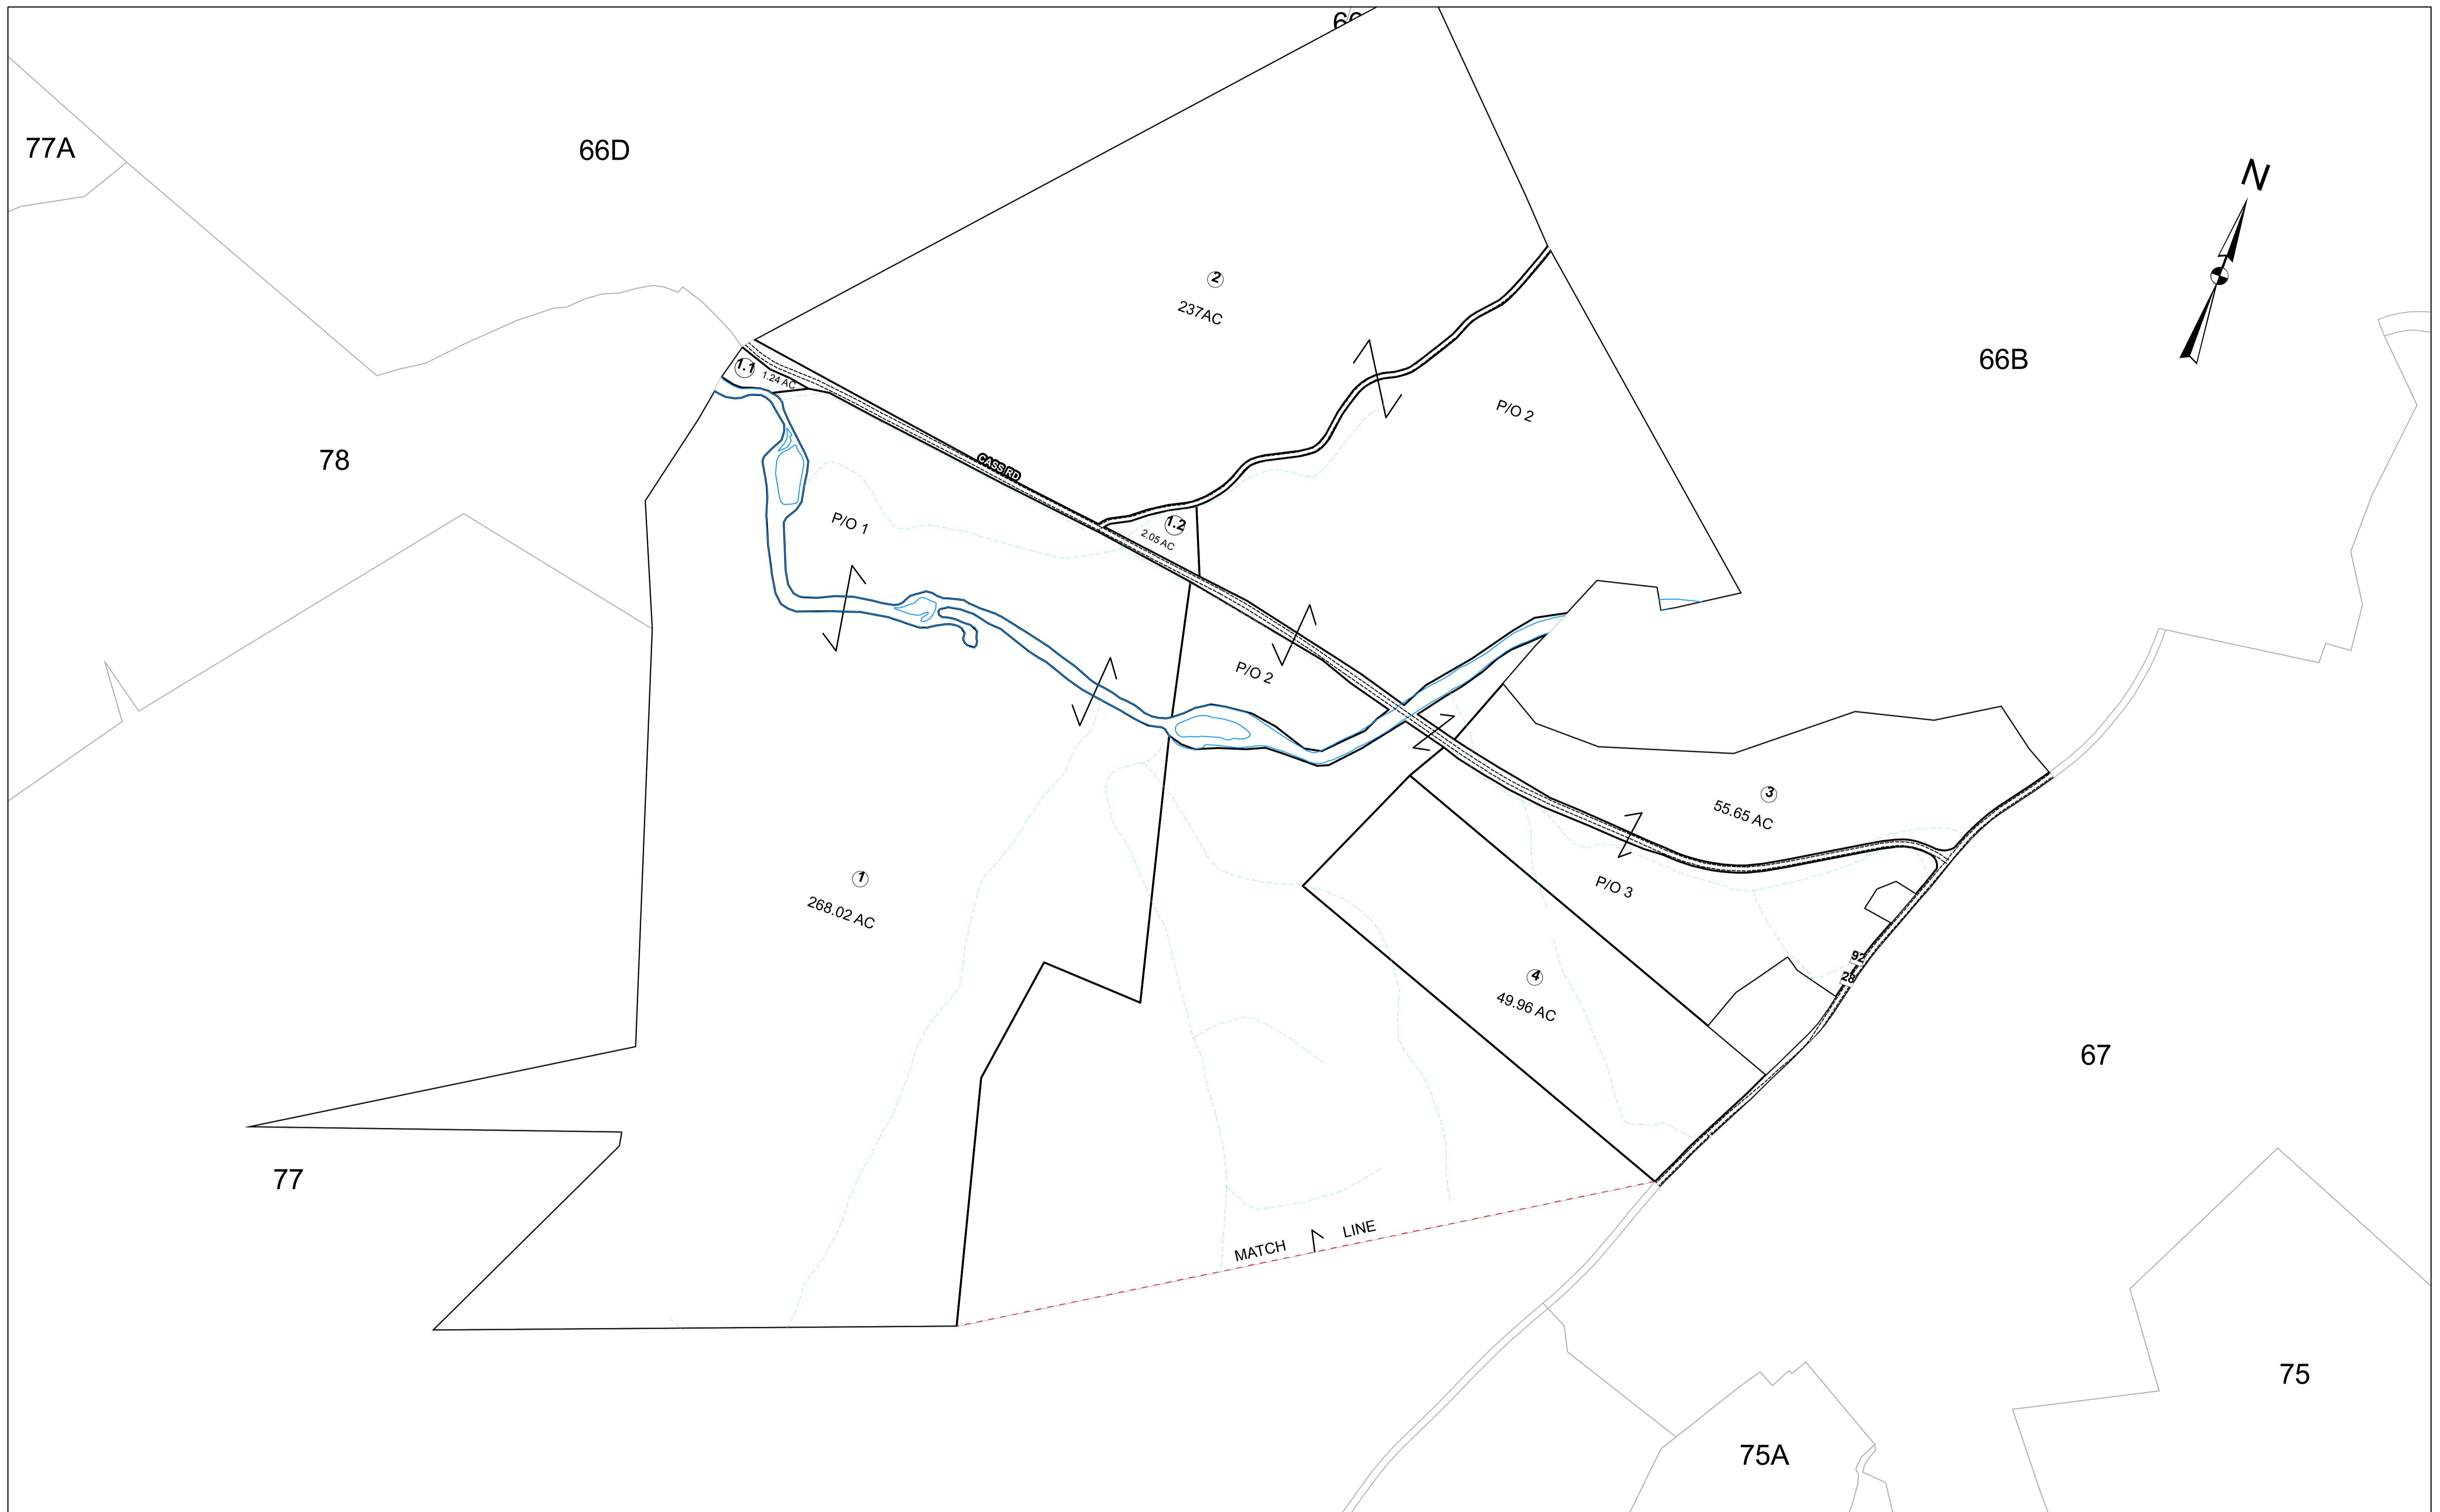 77A
66D
N
2
237AC
66B
1.1
1.24 AC
P/O 2
78
CASS RD
P/O 1
1.2
2.05 AC
P/O 2
3
55.65 AC
1
268.02 AC
P/O 3
92
28
4
49.96 AC
67
77
MATCH LINE
75
75A